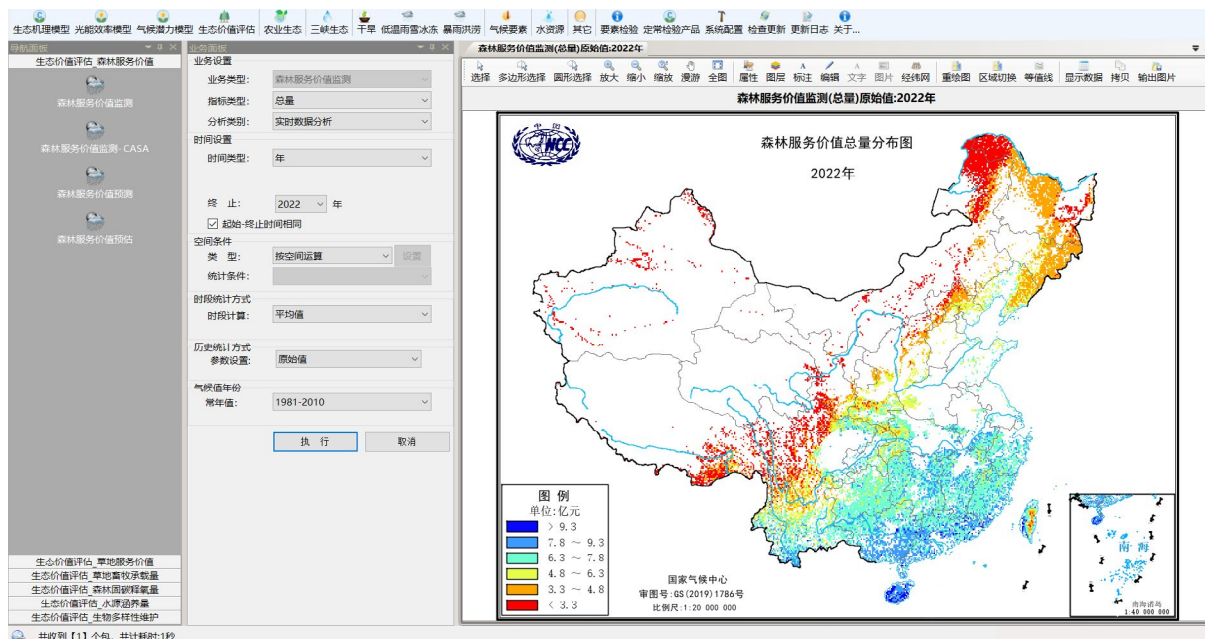 生态机理模型 光能效率模型 气候潜力模型 生态价值评估 农业生态 三峡生态 干旱 低温雨雪冰冻 暴雨洪涝 气候要素 水资源 其它 要素检验 定常检验产品 系统配置 检查更新 更新日志 关于...
导航面板
生态价值评估_森林服务价值
森林服务价值监测
森林服务价值监测-CASA
森林服务价值预测
森林服务价值预估
生态价值评估_草地服务价值
生态价值评估_草地畜牧承载量
生态价值评估_森林固碳释氧量
生态价值评估_水源涵养量
生态价值评估_生物多样性维护
业务面板
业务设置
业务类型: 森林服务价值监测
指标类型: 总量
分析类别: 实时数据分析
时间设置
时间类型: 年
终 止: 2022 年
起始-终止时间相同
空间条件
类 型: 按空间运算 设置
统计条件:
时段统计方式
时段计算: 平均值
历史统计方式
参数设置: 原始值
气候值年份
常年值: 1981-2010
执 行 取消
森林服务价值监测(总量)原始值:2022年
选择 多边形选择 圆形选择 放大 缩小 缩放 漫游 全图 属性 图层 标注 编辑 文字 图片 经纬网 重绘图 区域切换 等值线 显示数据 拷贝 输出图片
森林服务价值监测(总量)原始值:2022年
中 国
NCC
森林服务价值总量分布图
2022年
图 例
单位:亿元
> 9.3
7.8 ~ 9.3
6.3 ~ 7.8
4.8 ~ 6.3
3.3 ~ 4.8
< 3.3
国家气候中心
审图号:GS(2019)1786号
比例尺:1:20 000 000
南 海
南海诸岛
1:40 000 000
共收到【1】个包, 共计耗时:1秒